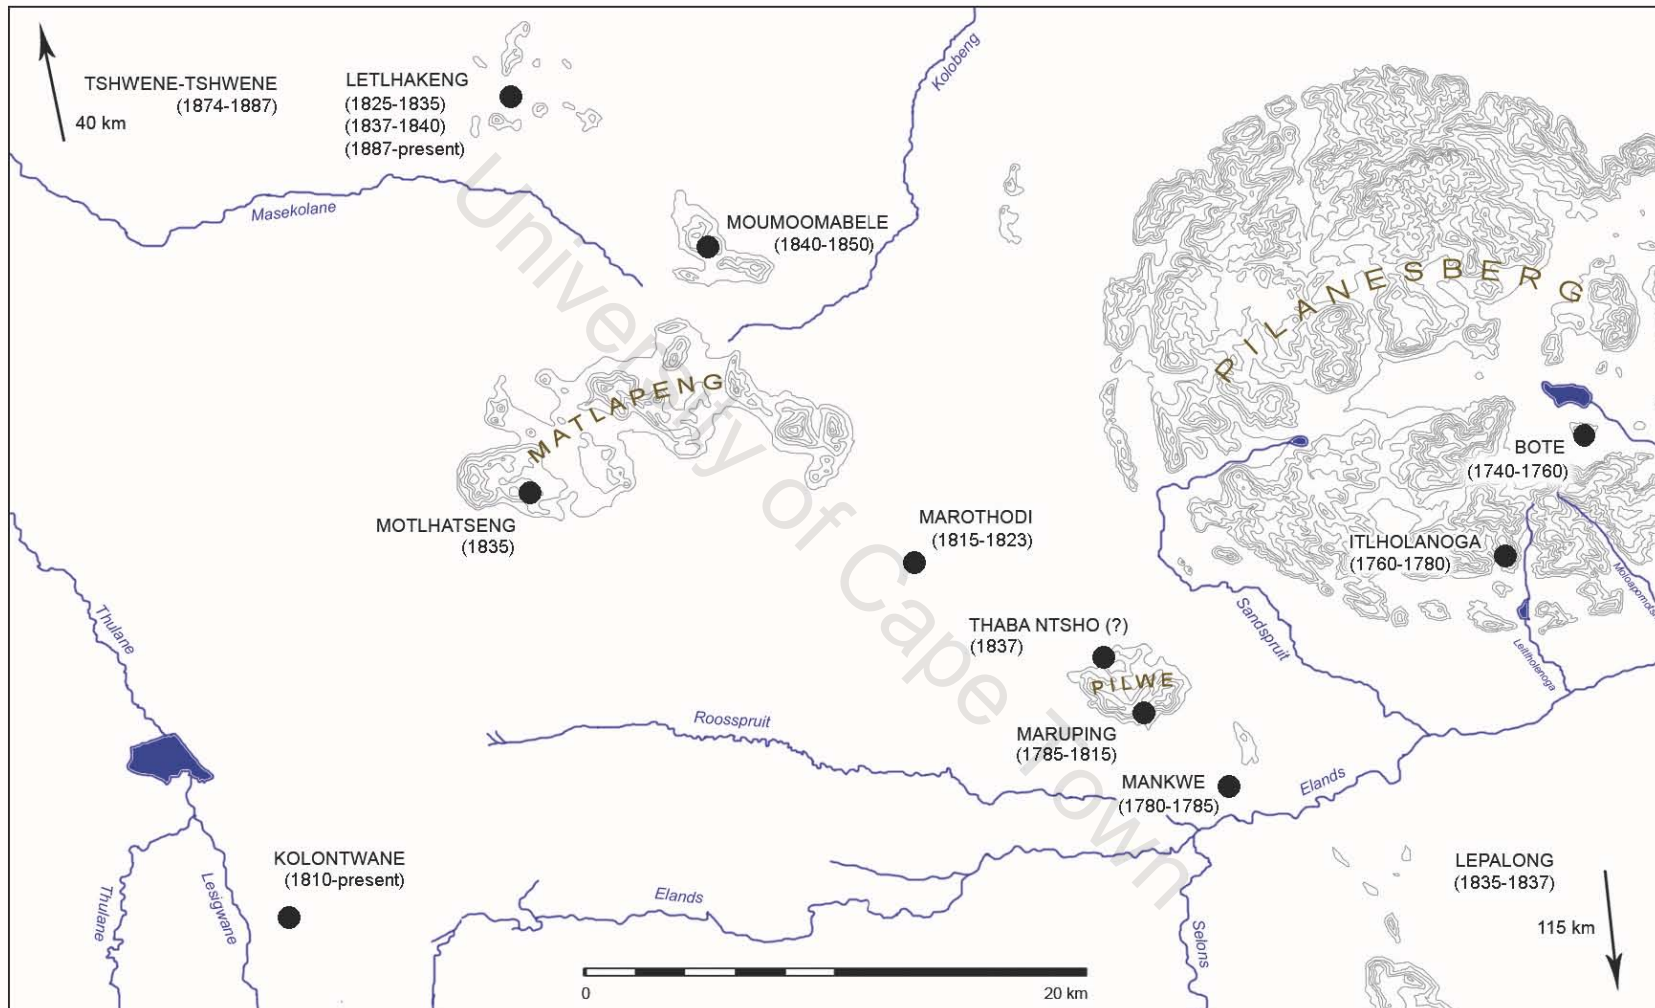 TSHWENE-TSHWENE
(1874-1887)
40 km
LETLHAKENG
(1825-1835)
(1837-1840)
(1887-present)
Kolobeng
Masekolane
MOUMOOMABELE
(1840-1850)
PILANESBERG
MATLAPENG
BOTE
(1740-1760)
MOTLHATSENG
(1835)
MAROTHODI
(1815-1823)
ITLHOLANOGA
(1760-1780)
Moloapomotse
Thulane
Sandspruit
THABA NTSHO (?)
(1837)
Leitlholenoga
PILWE
Roosspruit
MARUPING
(1785-1815)
MANKWE
(1780-1785)
Elands
KOLONTWANE
(1810-present)
LEPALONG
(1835-1837)
115 km
Thulane
Lesigwane
Elands
Selons
0
20 km
University of Cape Town